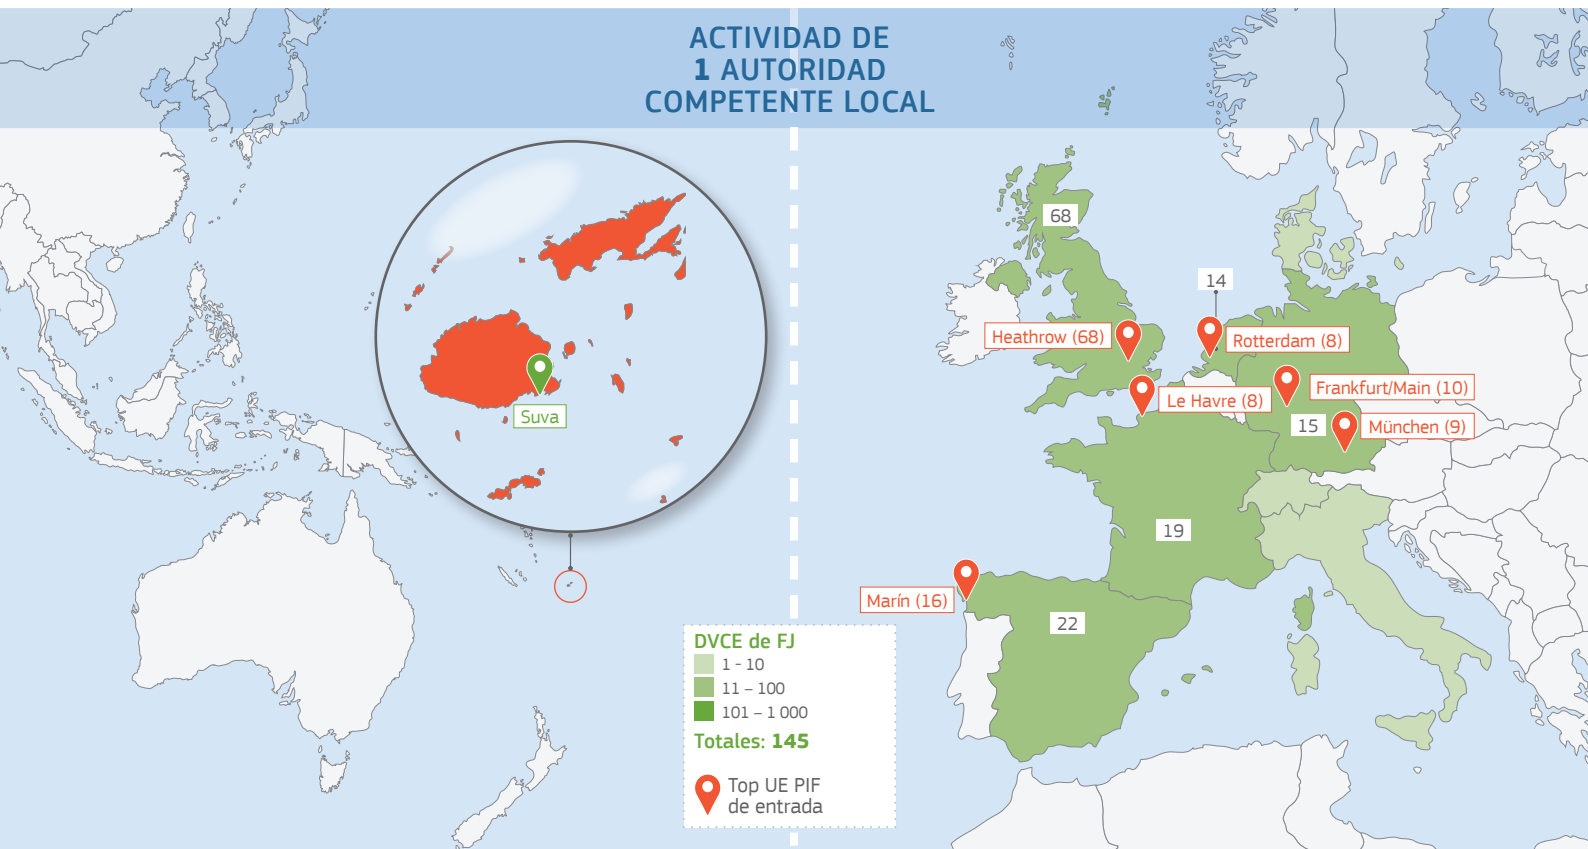 ACTIVIDAD DE
1 AUTORIDAD
COMPETENTE LOCAL
Suva
68
14
Heathrow (68)
Rotterdam (8)
Le Havre (8)
Frankfurt/Main (10)
15
München (9)
19
Marín (16)
22
DVCE de FJ
1 - 10
11 – 100
101 – 1 000
Totales: 145
Top UE PIF
de entrada